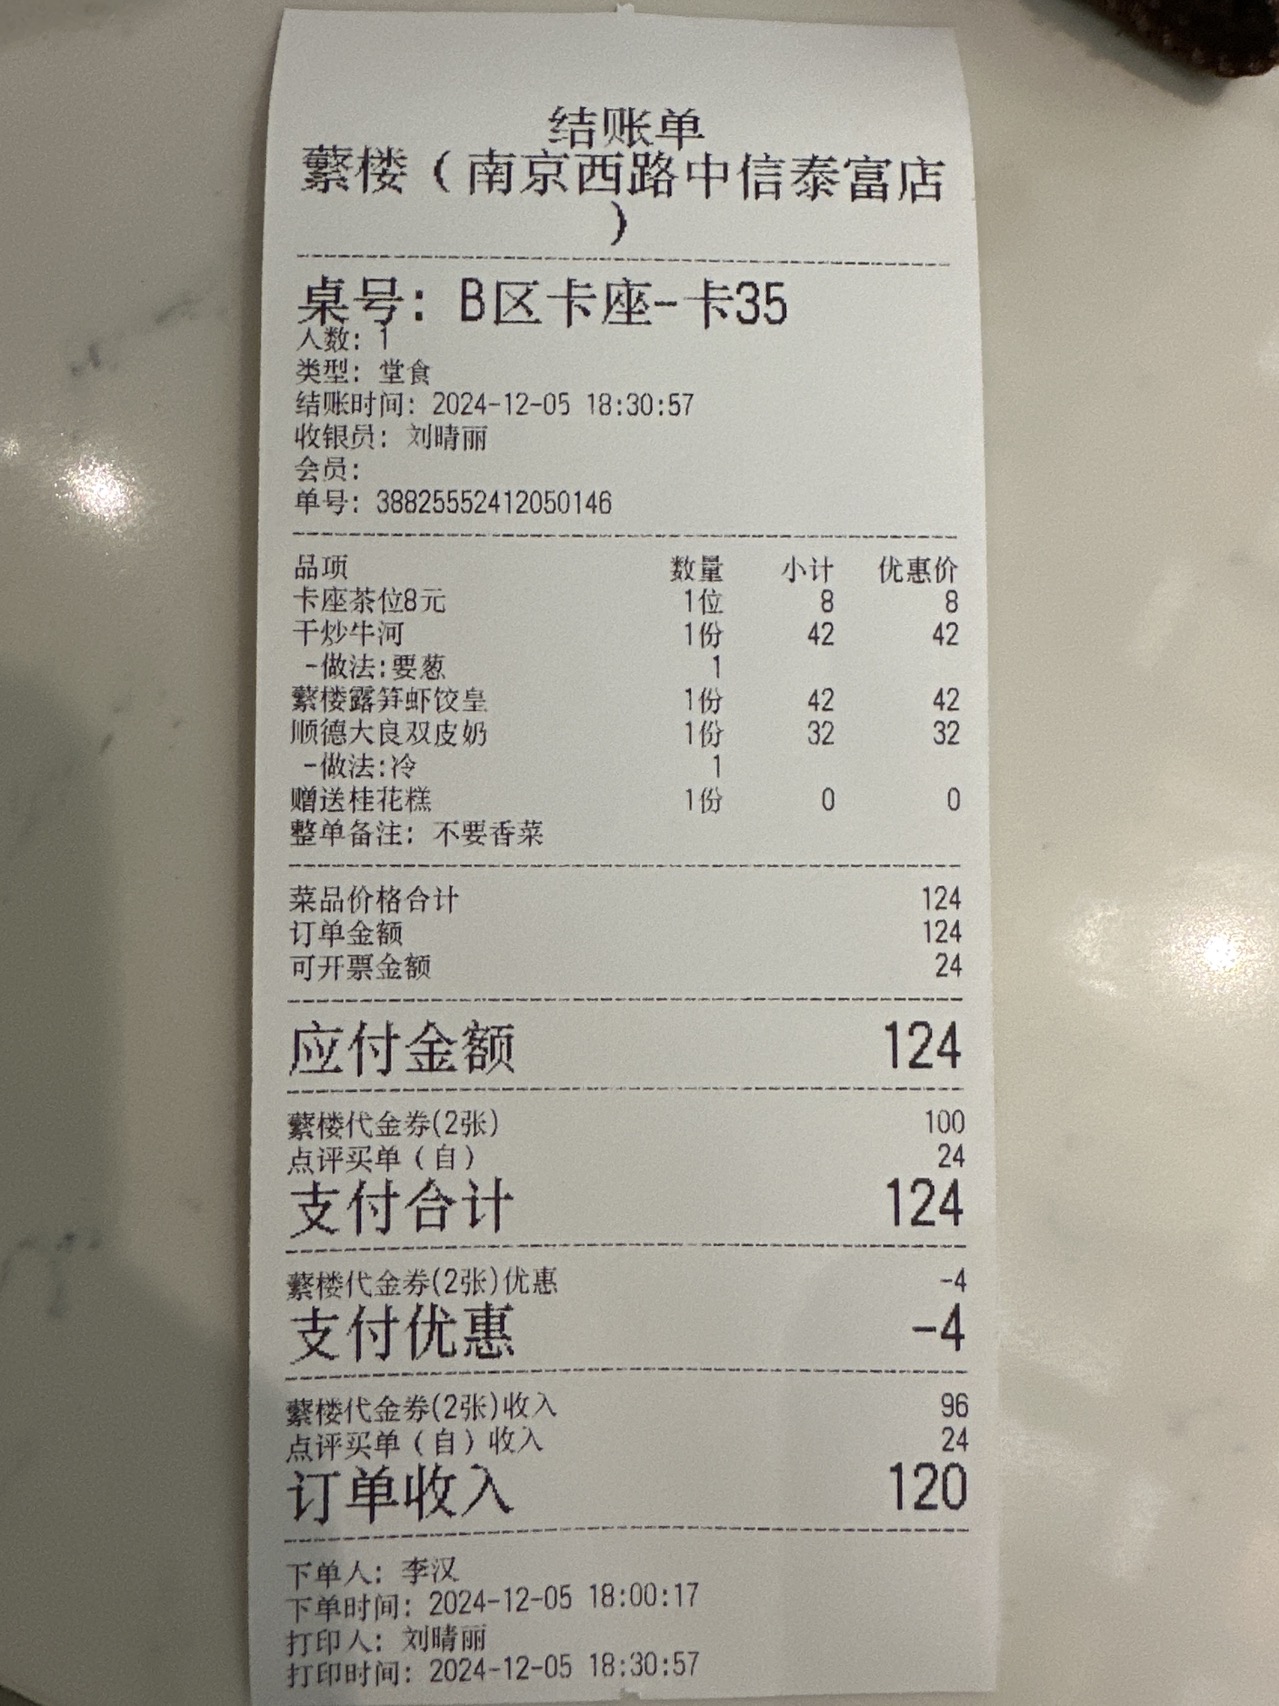 结账单
蘩楼（南京西路中信泰富店
）
桌号: B区卡座-卡35
人数: 1
类型: 堂食
结账时间: 2024-12-05 18:30:57
收银员: 刘晴丽
会员:
单号: 38825552412050146
品项 数量 小计 优惠价
卡座茶位8元 1位 8 8
干炒牛河 1份 42 42
-做法:要葱 1
蘩楼露笋虾饺皇 1份 42 42
顺德大良双皮奶 1份 32 32
-做法:冷 1
赠送桂花糕 1份 0 0
整单备注: 不要香菜
菜品价格合计 124
订单金额 124
可开票金额 24
应付金额 124
蘩楼代金券(2张) 100
点评买单（自） 24
支付合计 124
蘩楼代金券(2张)优惠 -4
支付优惠 -4
蘩楼代金券(2张)收入 96
点评买单（自）收入 24
订单收入 120
下单人: 李汉
下单时间: 2024-12-05 18:00:17
打印人: 刘晴丽
打印时间: 2024-12-05 18:30:57